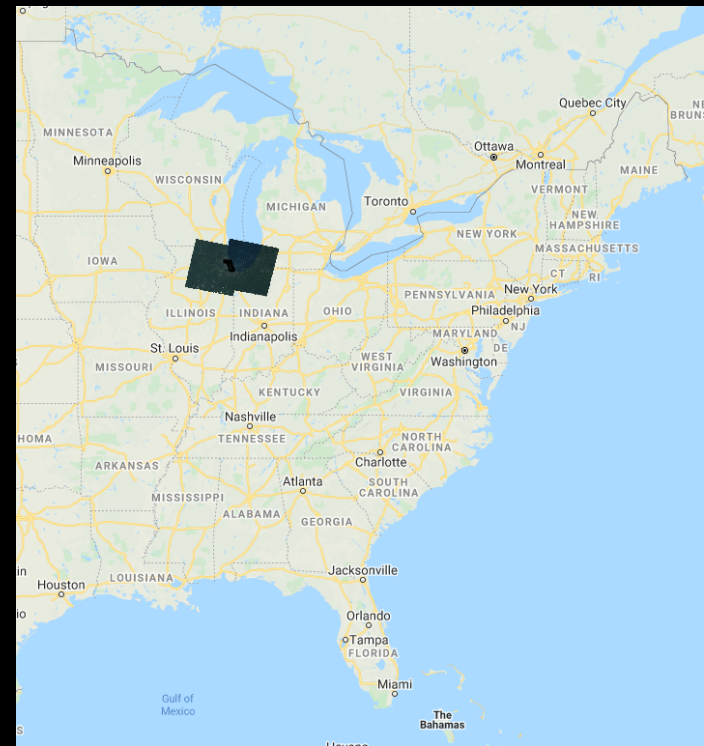 Quebec City
MINNESOTA
Ottawa
Montreal
Minneapolis
MAINE
WISCONSIN
VERMONT
MICHIGAN
Toronto
NEW
HAMPSHIRE
NEW YORK
MASSACHUSETTS
IOWA
CT
RI
New York
PENNSYLVANIA
ILLINOIS
INDIANA
OHIO
Philadelphia
NJ
Indianapolis
MARYLAND
DE
St. Louis
WEST
VIRGINIA
Washington
MISSOURI
KENTUCKY
VIRGINIA
Nashville
TENNESSEE
NORTH
CAROLINA
HOMA
Charlotte
ARKANSAS
Atlanta
SOUTH
CAROLINA
MISSISSIPPI
ALABAMA
GEORGIA
in
Jacksonville
LOUISIANA
Houston
io
Orlando
Tampa
FLORIDA
Miami
Gulf of
Mexico
The
Bahamas
S